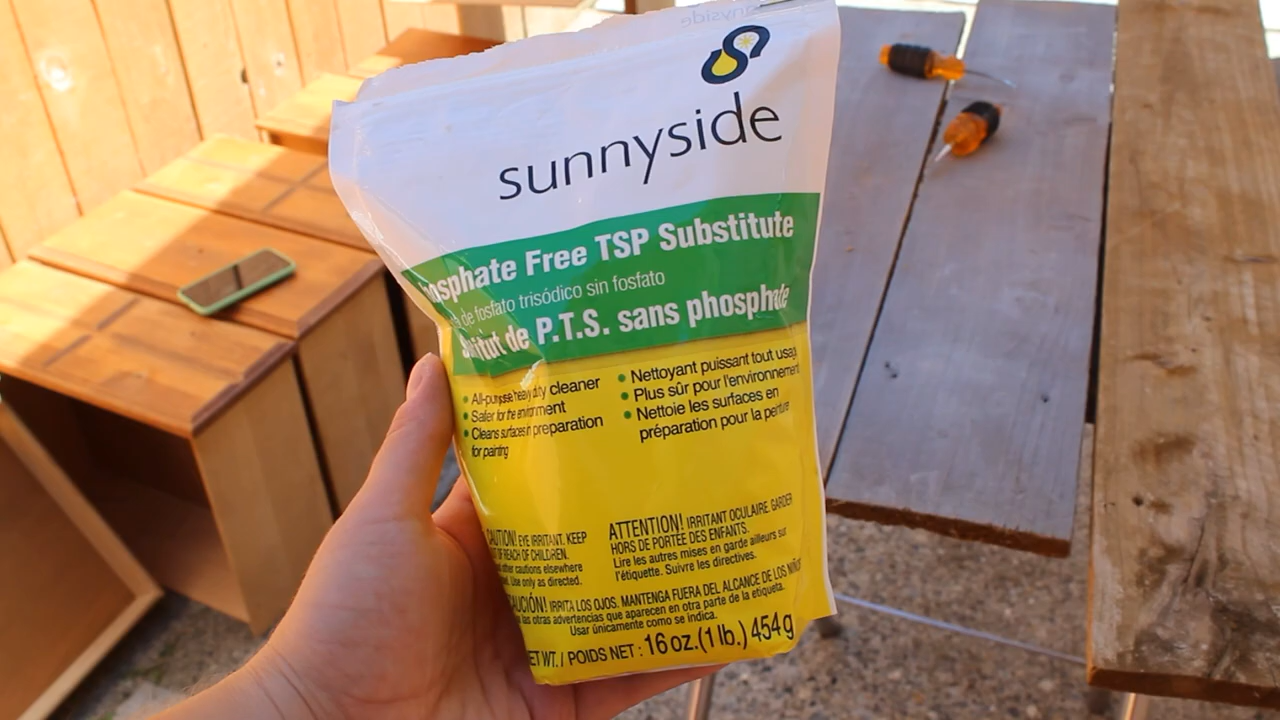 sunnyside
sunnyside
osphate Free TSP Substitute
de fosfato trisódico sin fosfato
de P.T.S. sans phosphate
• All-purpose heavy duty cleaner
• Safer for the environment
• Cleans surfaces in preparation
for painting
• Nettoyant puissant tout usag
• Plus sûr pour l'environnement
• Nettoie les surfaces en
préparation pour la peinture
CAUTION! EYE IRRITANT. KEEP
OF REACH OF CHILDREN.
other cautions elsewhere
Use only as directed.
ATTENTION! IRRITANT OCULAIRE. GARDER
HORS DE PORTÉE DES ENFANTS.
Lire les autres mises en garde ailleurs sur
l'étiquette. Suivre les directives.
AUCIÓN! IRRITA LOS OJOS. MANTENGA FUERA DEL ALCANCE DE LOS NIÑOS
las otras advertencias que aparecen en otra parte de la etiqueta.
Usar únicamente como se indica.
ET WT. / POIDS NET : 16 oz.(1 lb.) 454g